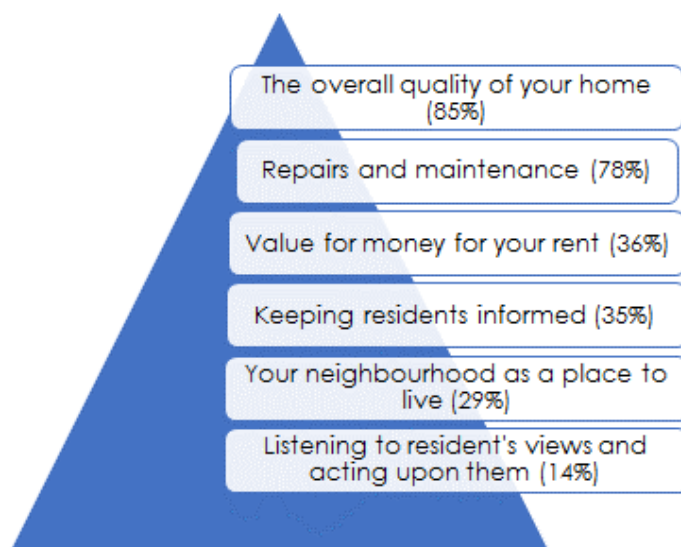 The overall quality of your home
(85%)
Repairs and maintenance (78%)
Value for money for your rent (36%)
Keeping residents informed (35%)
Your neighbourhood as a place to
live (29%)
Listening to resident's views and
acting upon them (14%)